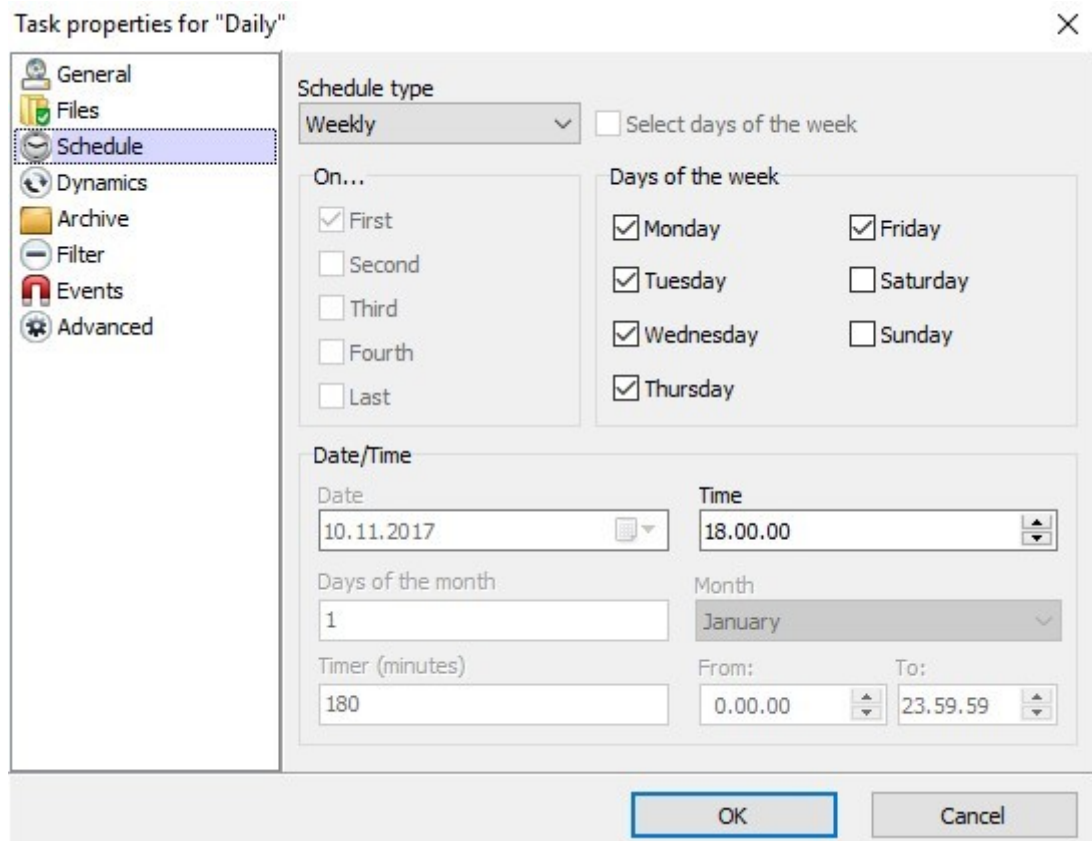 Task properties for "Daily"
General
Files
Schedule
Dynamics
Archive
Filter
Events
Advanced
Schedule type
Weekly
Select days of the week
On...
First
Second
Third
Fourth
Last
Days of the week
Monday
Friday
Tuesday
Saturday
Wednesday
Sunday
Thursday
Date/Time
Date
Time
10.11.2017
18.00.00
Days of the month
Month
1
January
Timer (minutes)
From:
To:
180
0.00.00
23.59.59
OK
Cancel